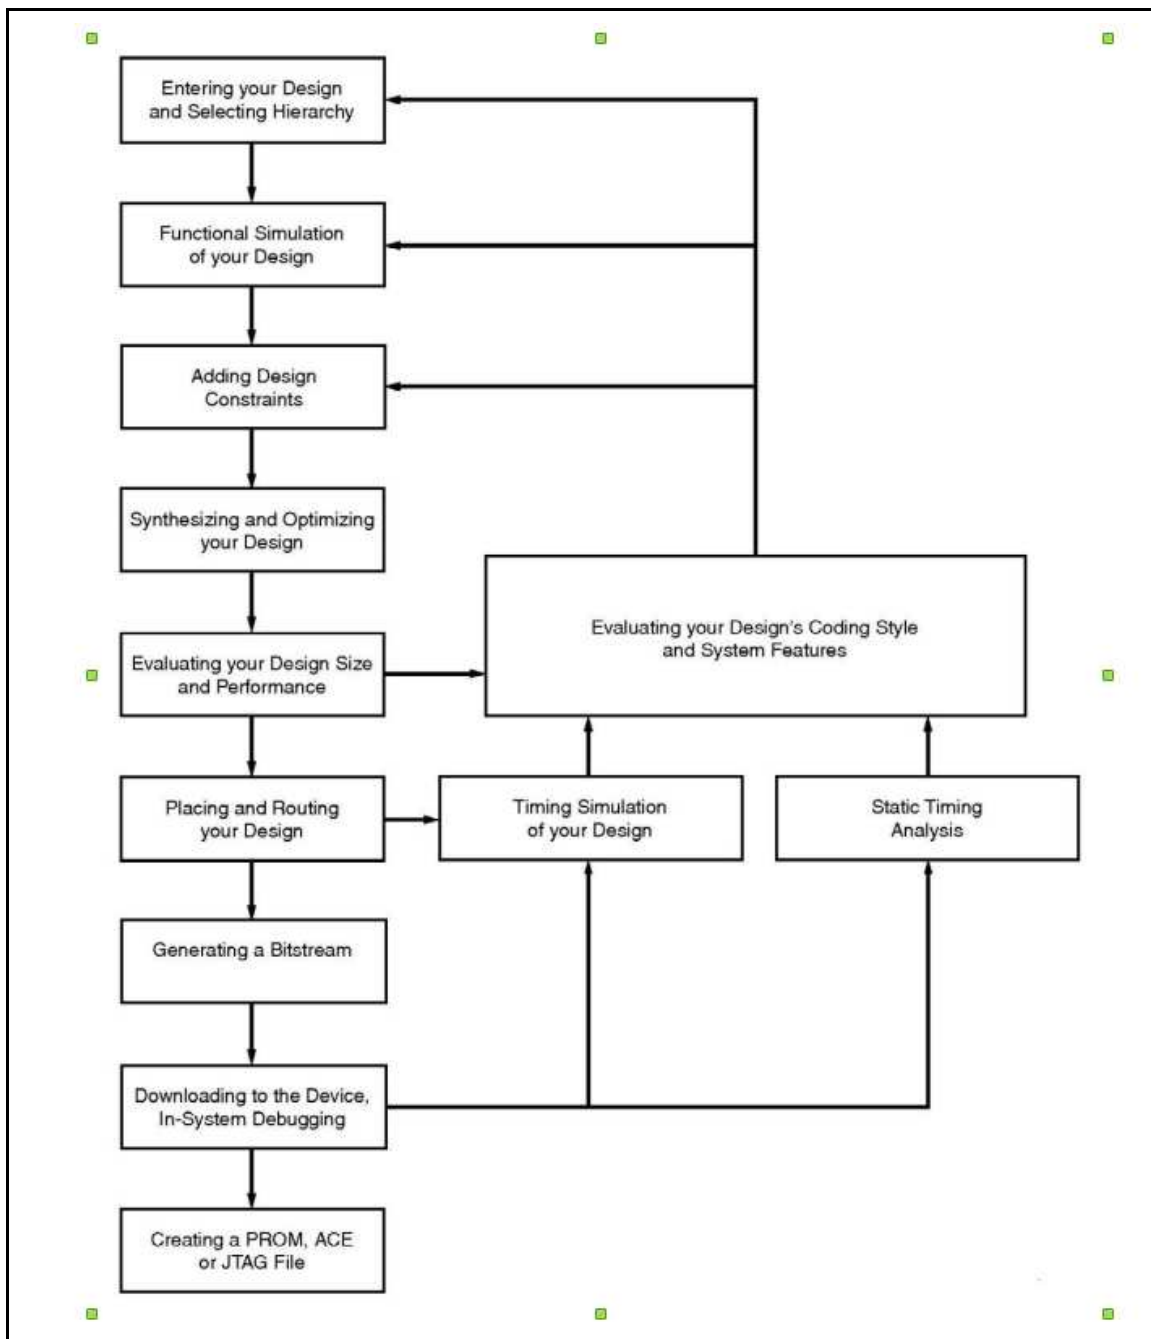 Entering your Design
and Selecting Hierarchy
Functional Simulation
of your Design
Adding Design
Constraints
Synthesizing and Optimizing
your Design
Evaluating your Design Size
and Performance
Evaluating your Design's Coding Style
and System Features
Placing and Routing
your Design
Timing Simulation
of your Design
Static Timing
Analysis
Generating a Bitstream
Downloading to the Device,
In-System Debugging
Creating a PROM, ACE
or JTAG File